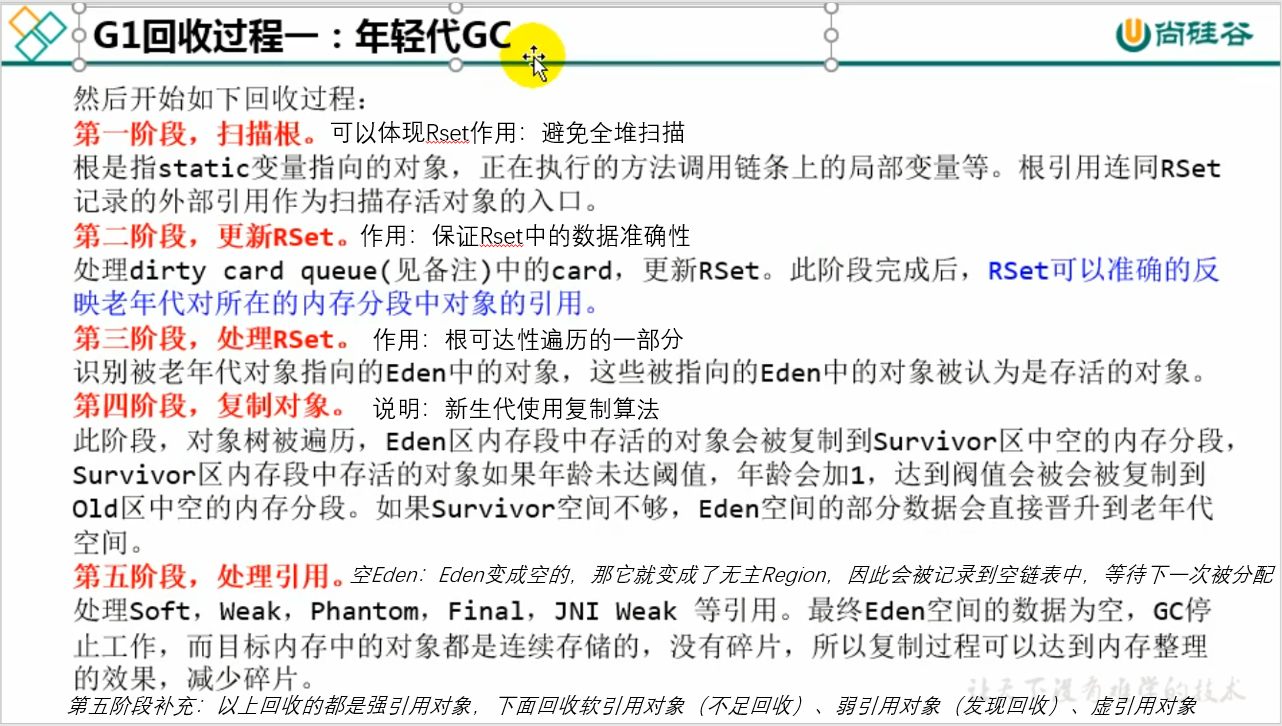 G1回收过程一：年轻代GC
尚硅谷
然后开始如下回收过程：
第一阶段，扫描根。可以体现Rset作用：避免全堆扫描
根是指static变量指向的对象，正在执行的方法调用链条上的局部变量等。根引用连同RSet
记录的外部引用作为扫描存活对象的入口。
第二阶段，更新RSet。作用：保证Rset中的数据准确性
处理dirty card queue(见备注)中的card，更新RSet。此阶段完成后，RSet可以准确的反
映老年代对所在的内存分段中对象的引用。
第三阶段，处理RSet。 作用：根可达性遍历的一部分
识别被老年代对象指向的Eden中的对象，这些被指向的Eden中的对象被认为是存活的对象。
第四阶段，复制对象。 说明：新生代使用复制算法
此阶段，对象树被遍历，Eden区内存段中存活的对象会被复制到Survivor区中空的内存分段，
Survivor区内存段中存活的对象如果年龄未达阈值，年龄会加1，达到阀值会被会被复制到
Old区中空的内存分段。如果Survivor空间不够，Eden空间的部分数据会直接晋升到老年代
空间。
第五阶段，处理引用。空Eden：Eden变成空的，那它就变成了无主Region，因此会被记录到空链表中，等待下一次被分配
处理Soft，Weak，Phantom，Final，JNI Weak 等引用。最终Eden空间的数据为空，GC停
止工作，而目标内存中的对象都是连续存储的，没有碎片，所以复制过程可以达到内存整理
的效果，减少碎片。
让天下没有难学的技术
第五阶段补充：以上回收的都是强引用对象，下面回收软引用对象（不足回收）、弱引用对象（发现回收）、虚引用对象